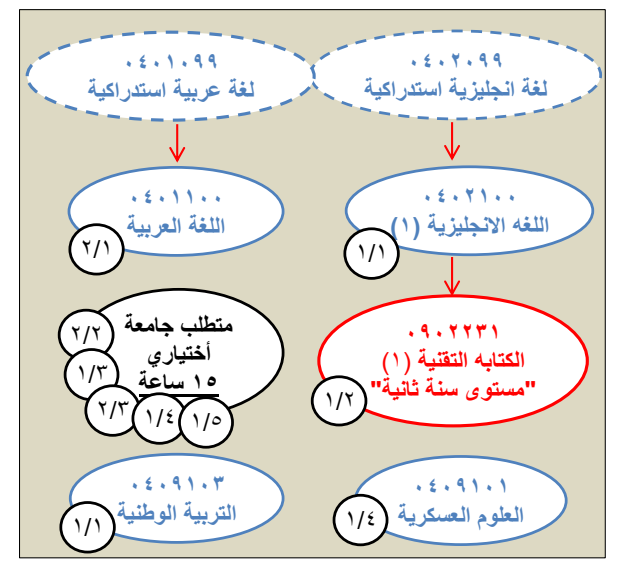 ٠٤٠٢٠٩٩
لغة انجليزية استدراكية
٠٤٠١٠٩٩
لغة عربية استدراكية
٠٤٠٢١٠٠
اللغه الانجليزية (١)
١/١
٠٤٠١١٠٠
اللغة العربية
٢/١
٠٩٠٢٢٣١
الكتابه التقنية (١)
"مستوى سنة ثانية"
١/٢
متطلب جامعة
أختياري
١٥ ساعة
٢/٢
١/٣
٢/٣
١/٤
١/٥
٠٤٠٩١٠١
العلوم العسكرية
١/٤
٠٤٠٩١٠٣
التربية الوطنية
١/١